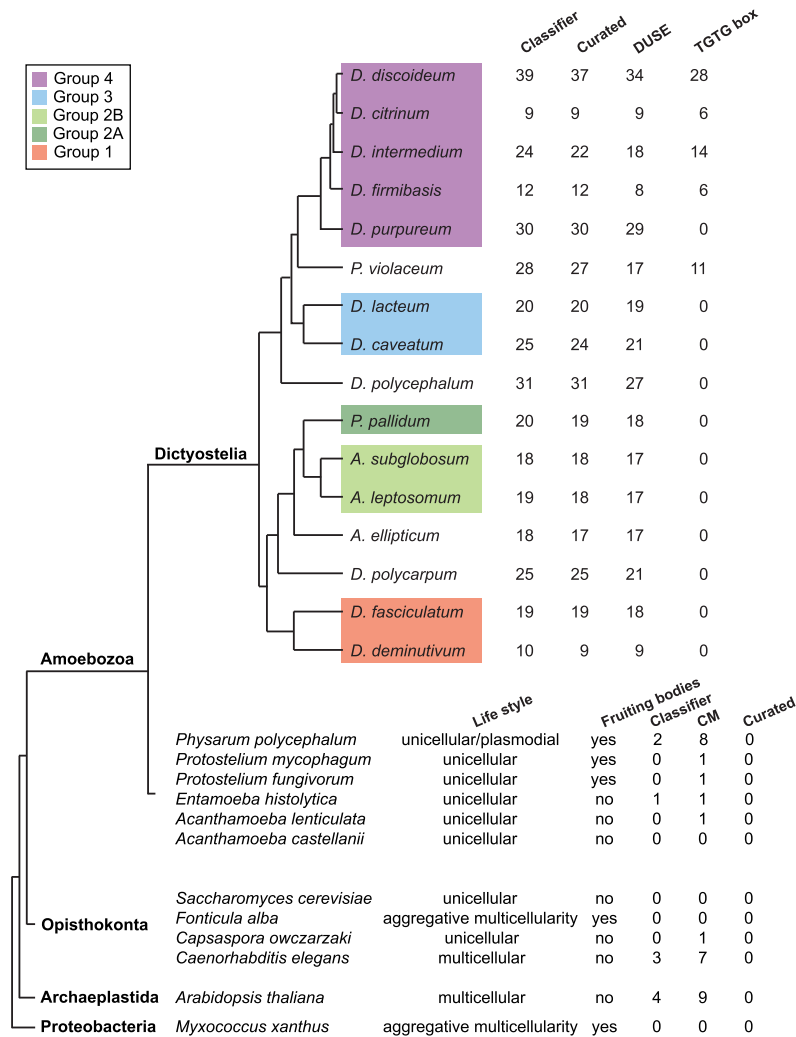 Classifier Curated DUSE TGTG box
Group 4
Group 3
Group 2B
Group 2A
Group 1
D. discoideum 39 37 34 28
D. citrinum 9 9 9 6
D. intermedium 24 22 18 14
D. firmibasis 12 12 8 6
D. purpureum 30 30 29 0
P. violaceum 28 27 17 11
D. lacteum 20 20 19 0
D. caveatum 25 24 21 0
D. polycephalum 31 31 27 0
P. pallidum 20 19 18 0
Dictyostelia
A. subglobosum 18 18 17 0
A. leptosomum 19 18 17 0
A. ellipticum 18 17 17 0
D. polycarpum 25 25 21 0
D. fasciculatum 19 19 18 0
D. deminutivum 10 9 9 0
Amoebozoa
Life style Fruiting bodies Classifier CM Curated
Physarum polycephalum unicellular/plasmodial yes 2 8 0
Protostelium mycophagum unicellular yes 0 1 0
Protostelium fungivorum unicellular yes 0 1 0
Entamoeba histolytica unicellular no 1 1 0
Acanthamoeba lenticulata unicellular no 0 1 0
Acanthamoeba castellanii unicellular no 0 0 0
Saccharomyces cerevisiae unicellular no 0 0 0
Opisthokonta
Fonticula alba aggregative multicellularity yes 0 0 0
Capsaspora owczarzaki unicellular no 0 1 0
Caenorhabditis elegans multicellular no 3 7 0
Archaeplastida Arabidopsis thaliana multicellular no 4 9 0
Proteobacteria Myxococcus xanthus aggregative multicellularity yes 0 0 0